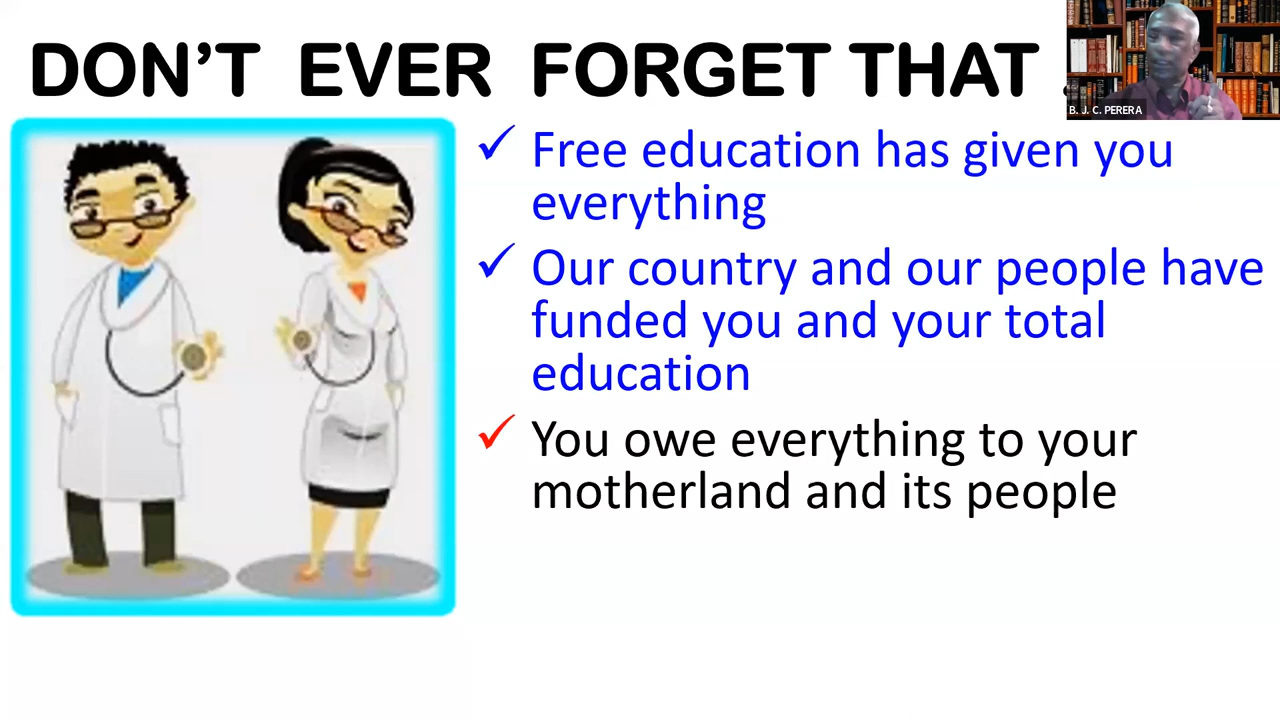 DON’T EVER FORGET THAT
B. J. C. PERERA
✓ Free education has given you
everything
✓ Our country and our people have
funded you and your total
education
✓ You owe everything to your
motherland and its people